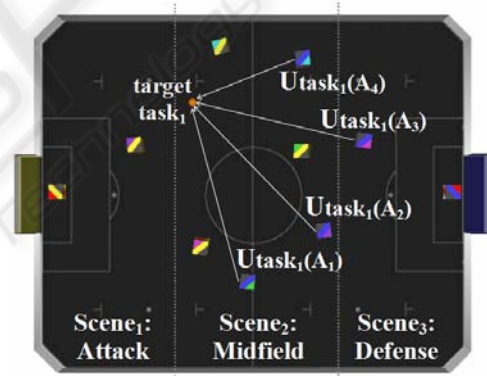 target
task₁
Utask₁(A₄)
Utask₁(A₃)
Utask₁(A₂)
Utask₁(A₁)
Scene₁:
Attack
Scene₂:
Midfield
Scene₃:
Defense